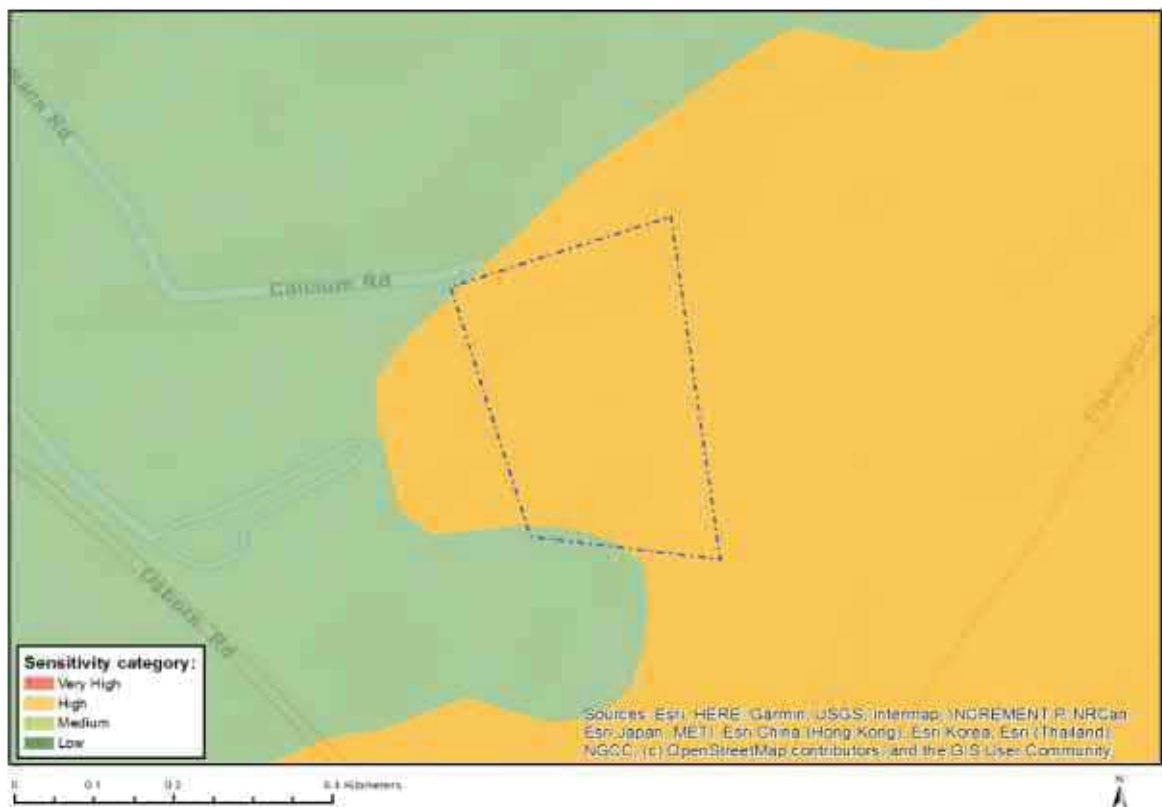 Calcium Rd
Osborn Rd
Sensitivity category:
Very High
High
Medium
Low
Sources: Esri, HERE, Garmin, USGS, Intermap, INCREMENT P, NRCan,
Esri Japan, METI, Esri China (Hong Kong), Esri Korea, Esri (Thailand),
NGCC, (c) OpenStreetMap contributors, and the GIS User Community
0 0.1 0.2 0.4 Kilometers
N